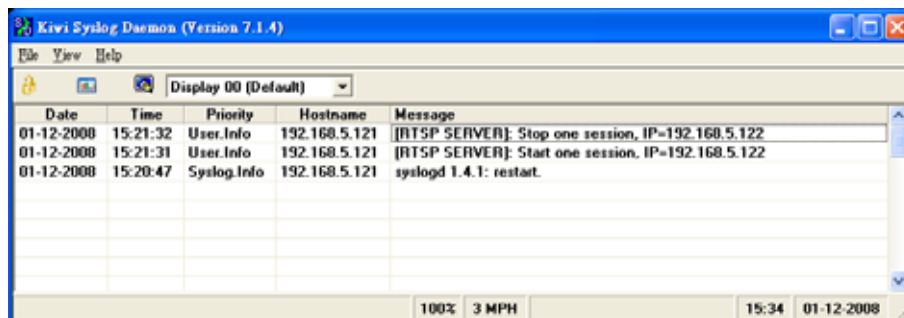 Kiwi Syslog Daemon (Version 7.1.4)
File View Help
Display 00 (Default)
Date Time Priority Hostname Message
01-12-2008 15:21:32 User.Info 192.168.5.121 [RTSP SERVER]: Stop one session, IP=192.168.5.122
01-12-2008 15:21:31 User.Info 192.168.5.121 [RTSP SERVER]: Start one session, IP=192.168.5.122
01-12-2008 15:20:47 Syslog.Info 192.168.5.121 syslogd 1.4.1: restart.
100% 3 MPH 15:34 01-12-2008